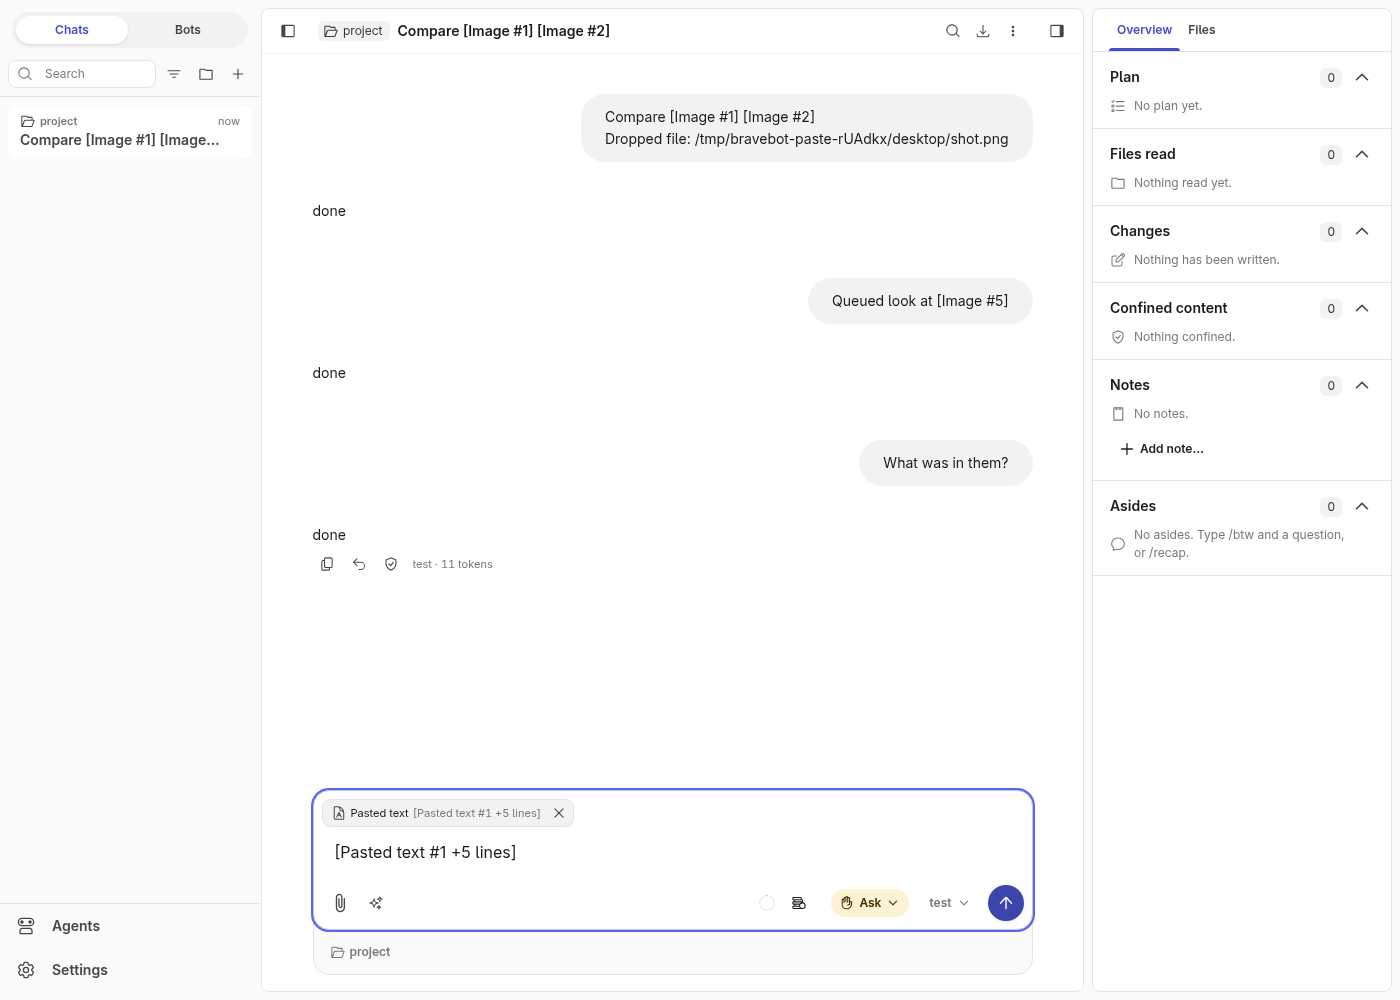 Chats
Bots
Search
project
now
Compare [Image #1] [Image...
Agents
Settings
project
Compare [Image #1] [Image #2]
Compare [Image #1] [Image #2]
Dropped file: /tmp/bravebot-paste-rUAdkx/desktop/shot.png
done
Queued look at [Image #5]
done
What was in them?
done
test · 11 tokens
Pasted text [Pasted text #1 +5 lines]
[Pasted text #1 +5 lines]
Ask
test
project
Overview
Files
Plan
0
No plan yet.
Files read
0
Nothing read yet.
Changes
0
Nothing has been written.
Confined content
0
Nothing confined.
Notes
0
No notes.
Add note...
Asides
0
No asides. Type /btw and a question,
or /recap.